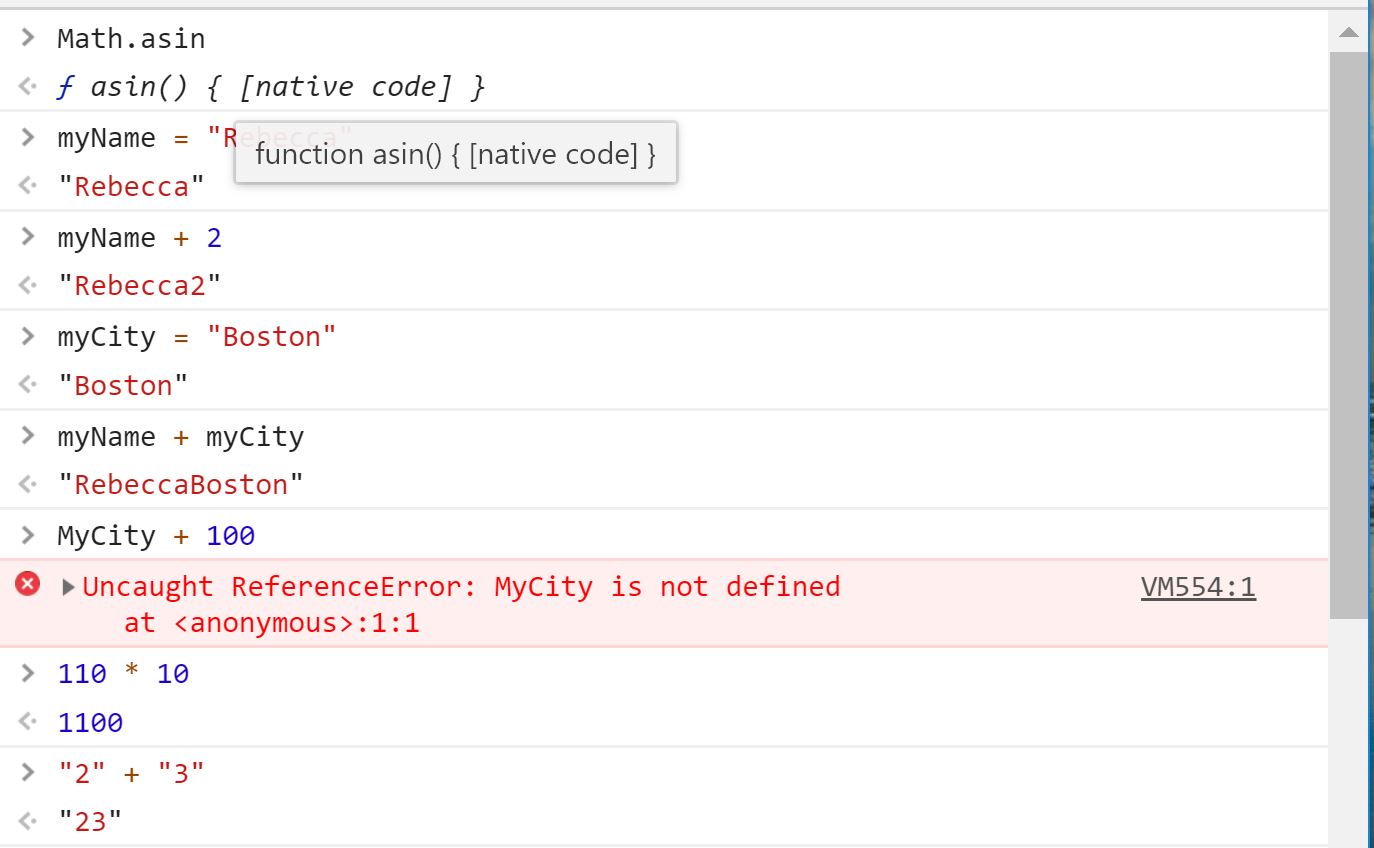 Math.asin
ƒ asin() { [native code] }
myName = "Rebecca"
function asin() { [native code] }
"Rebecca"
myName + 2
"Rebecca2"
myCity = "Boston"
"Boston"
myName + myCity
"RebeccaBoston"
MyCity + 100
Uncaught ReferenceError: MyCity is not defined VM554:1
at <anonymous>:1:1
110 * 10
1100
"2" + "3"
"23"